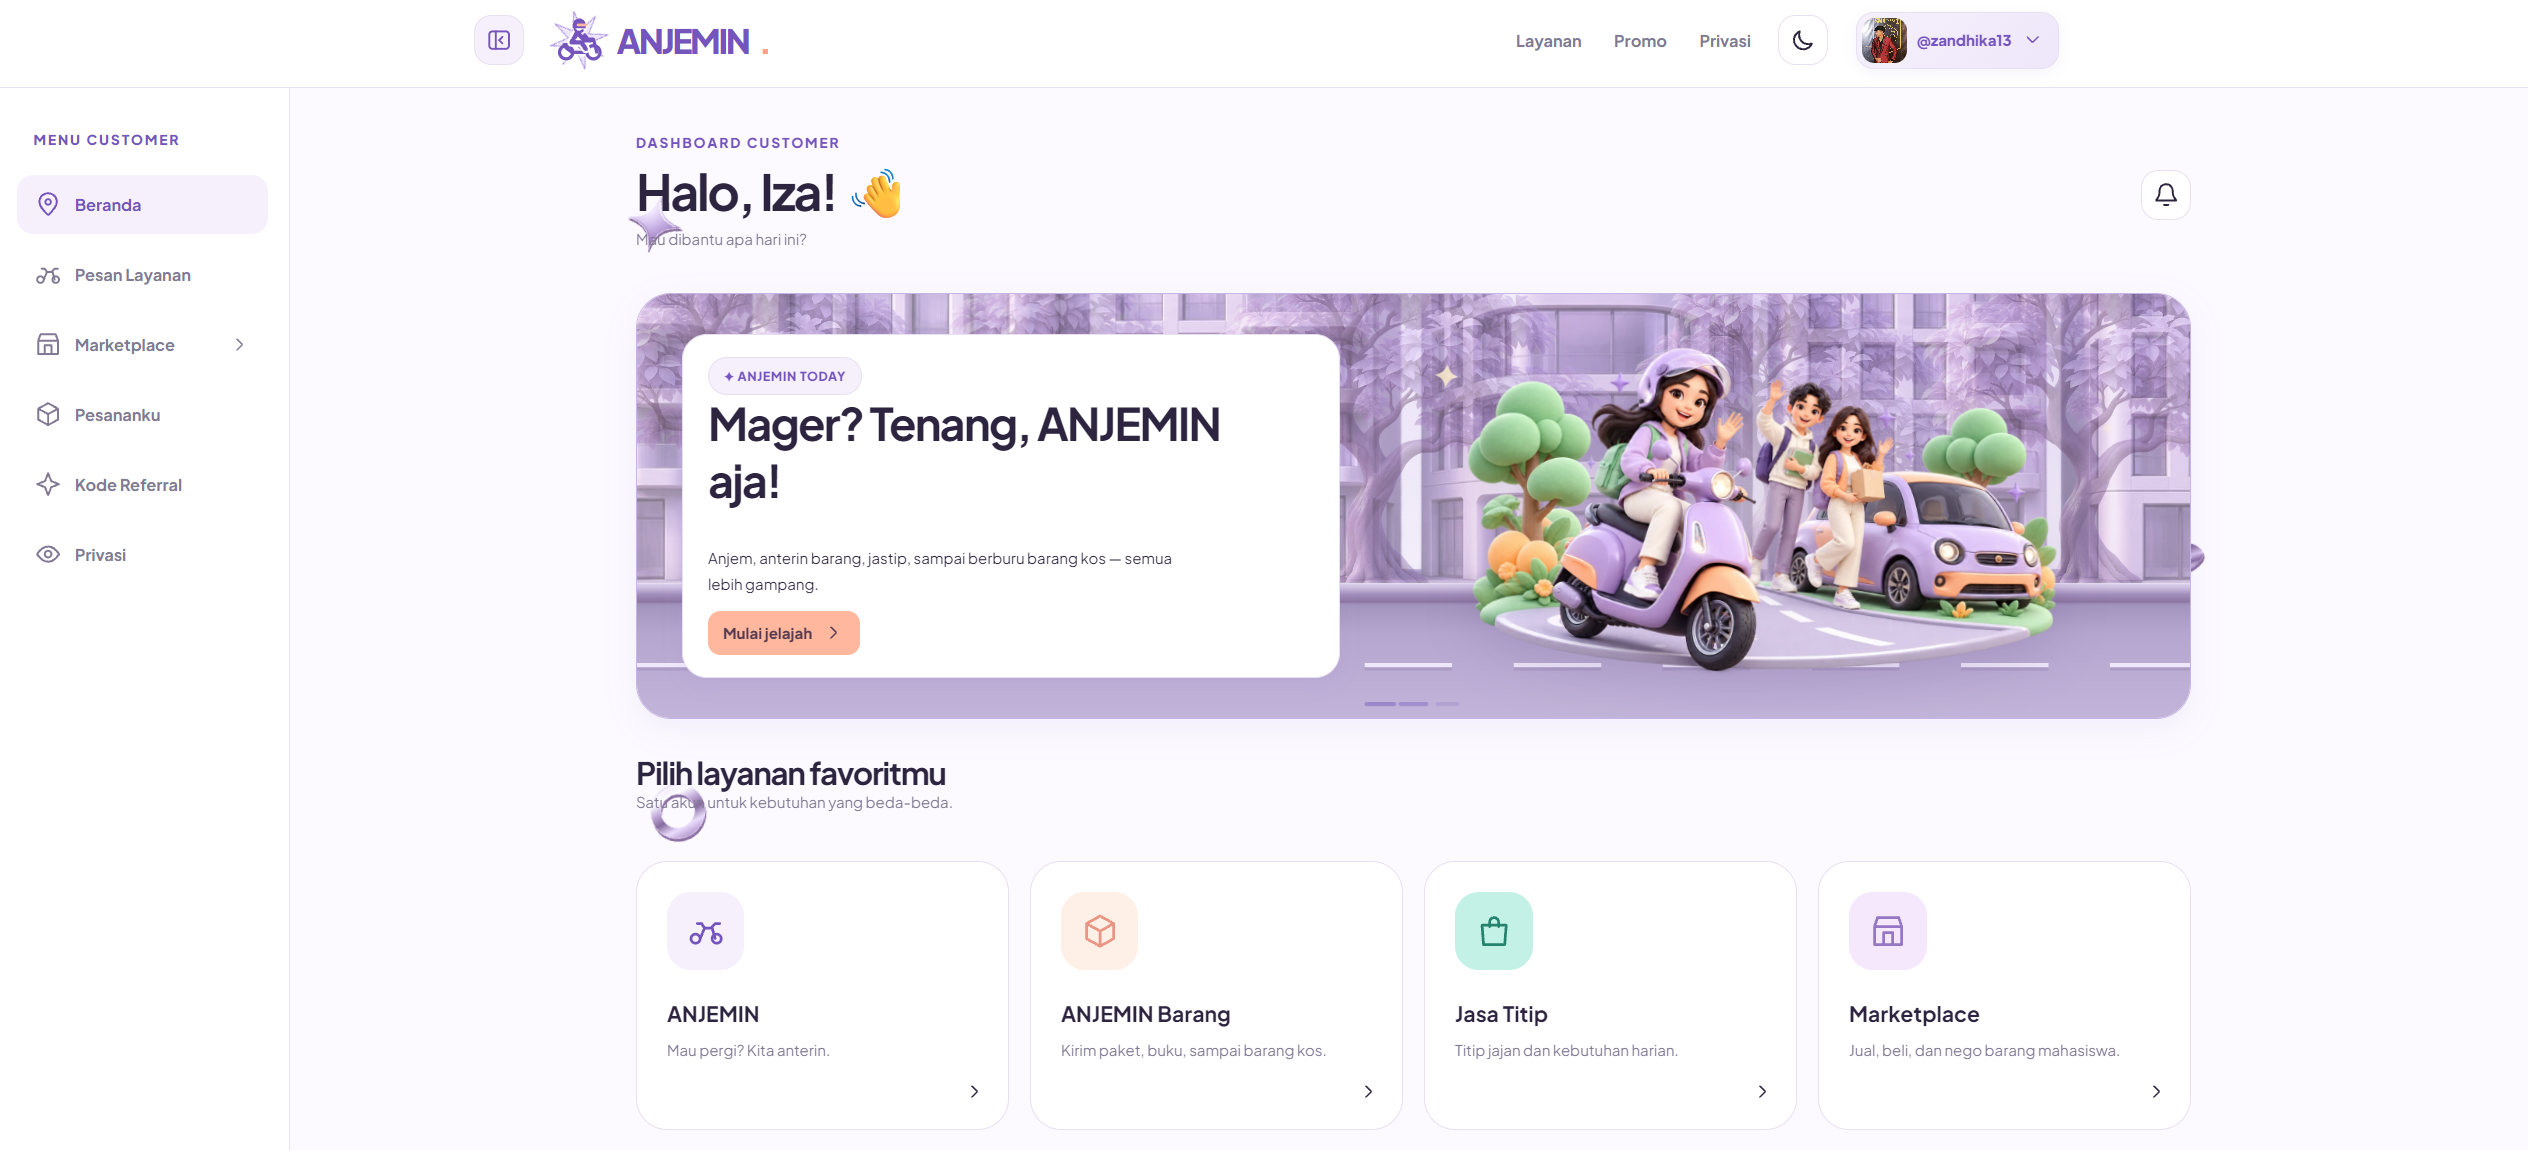 ANJEMIN .
Layanan
Promo
Privasi
@zandhika13
MENU CUSTOMER
Beranda
Pesan Layanan
Marketplace
Pesananku
Kode Referral
Privasi
DASHBOARD CUSTOMER
Halo, Iza! 👋
Mau dibantu apa hari ini?
✦ ANJEMIN TODAY
Mager? Tenang, ANJEMIN
aja!
Anjem, anterin barang, jastip, sampai berburu barang kos — semua
lebih gampang.
Mulai jelajah
Pilih layanan favoritmu
Satu akun untuk kebutuhan yang beda-beda.
ANJEMIN
Mau pergi? Kita anterin.
ANJEMIN Barang
Kirim paket, buku, sampai barang kos.
Jasa Titip
Titip jajan dan kebutuhan harian.
Marketplace
Jual, beli, dan nego barang mahasiswa.